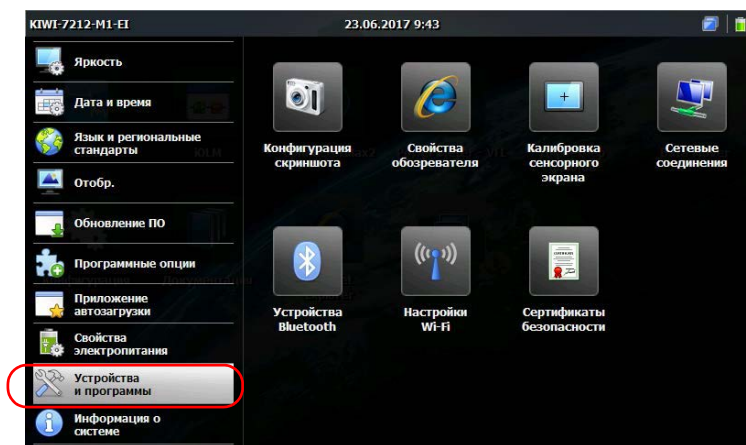 KIWI-7212-M1-EI
23.06.2017 9:43
Яркость
Дата и время
Язык и региональные
стандарты
Отобр.
Обновление ПО
Программные опции
Приложение
автозагрузки
Свойства
электропитания
Устройства
и программы
Информация о
системе
Конфигурация
скриншота
Свойства
обозревателя
Калибровка
сенсорного
экрана
Сетевые
соединения
Устройства
Bluetooth
Настройки
Wi-Fi
Сертификаты
безопасности